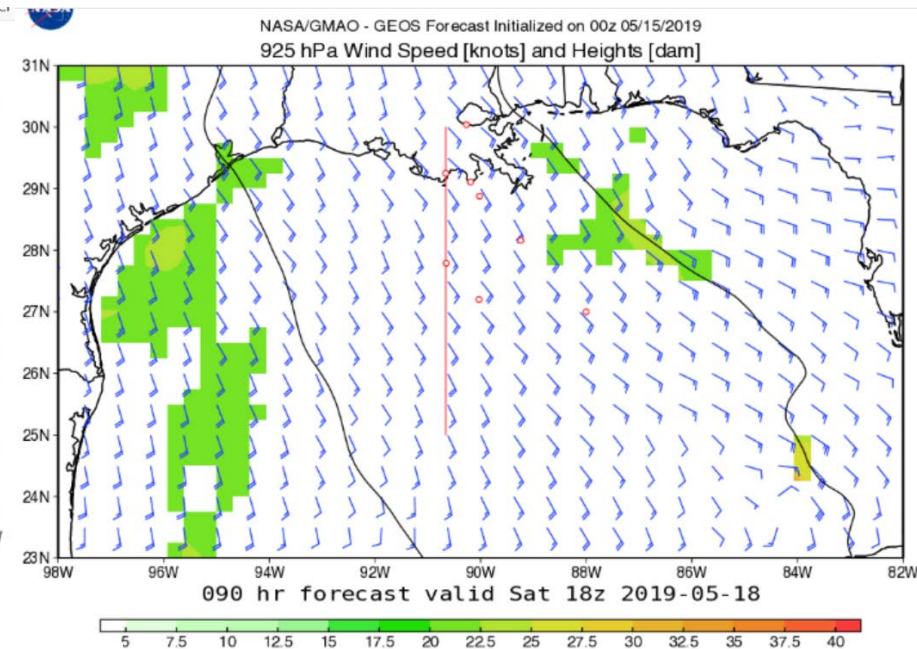 NASA/GMAO - GEOS Forecast Initialized on 00z 05/15/2019
925 hPa Wind Speed [knots] and Heights [dam]
31N
30N
29N
28N
27N
26N
25N
24N
23N
98W 96W 94W 92W 90W 88W 86W 84W 82W
090 hr forecast valid Sat 18z 2019-05-18
5 7.5 10 12.5 15 17.5 20 22.5 25 27.5 30 32.5 35 37.5 40